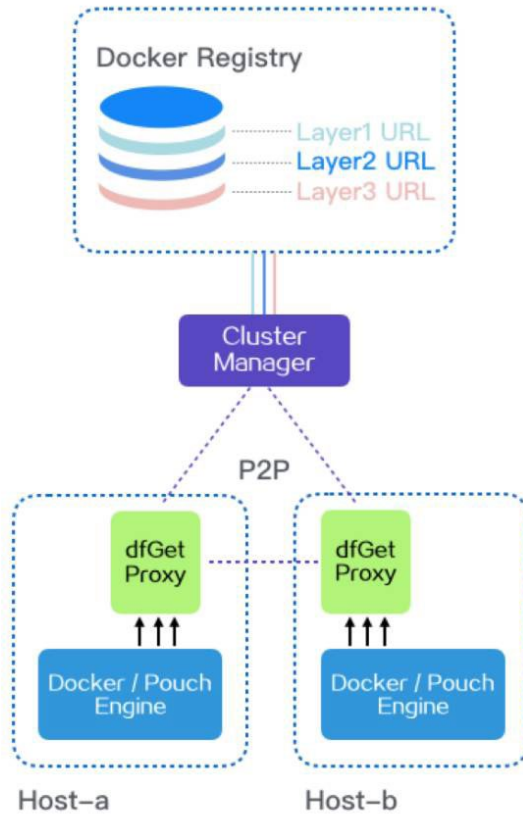 Docker Registry
Layer1 URL
Layer2 URL
Layer3 URL
Cluster
Manager
P2P
dfGet
Proxy
dfGet
Proxy
Docker / Pouch
Engine
Docker / Pouch
Engine
Host-a
Host-b